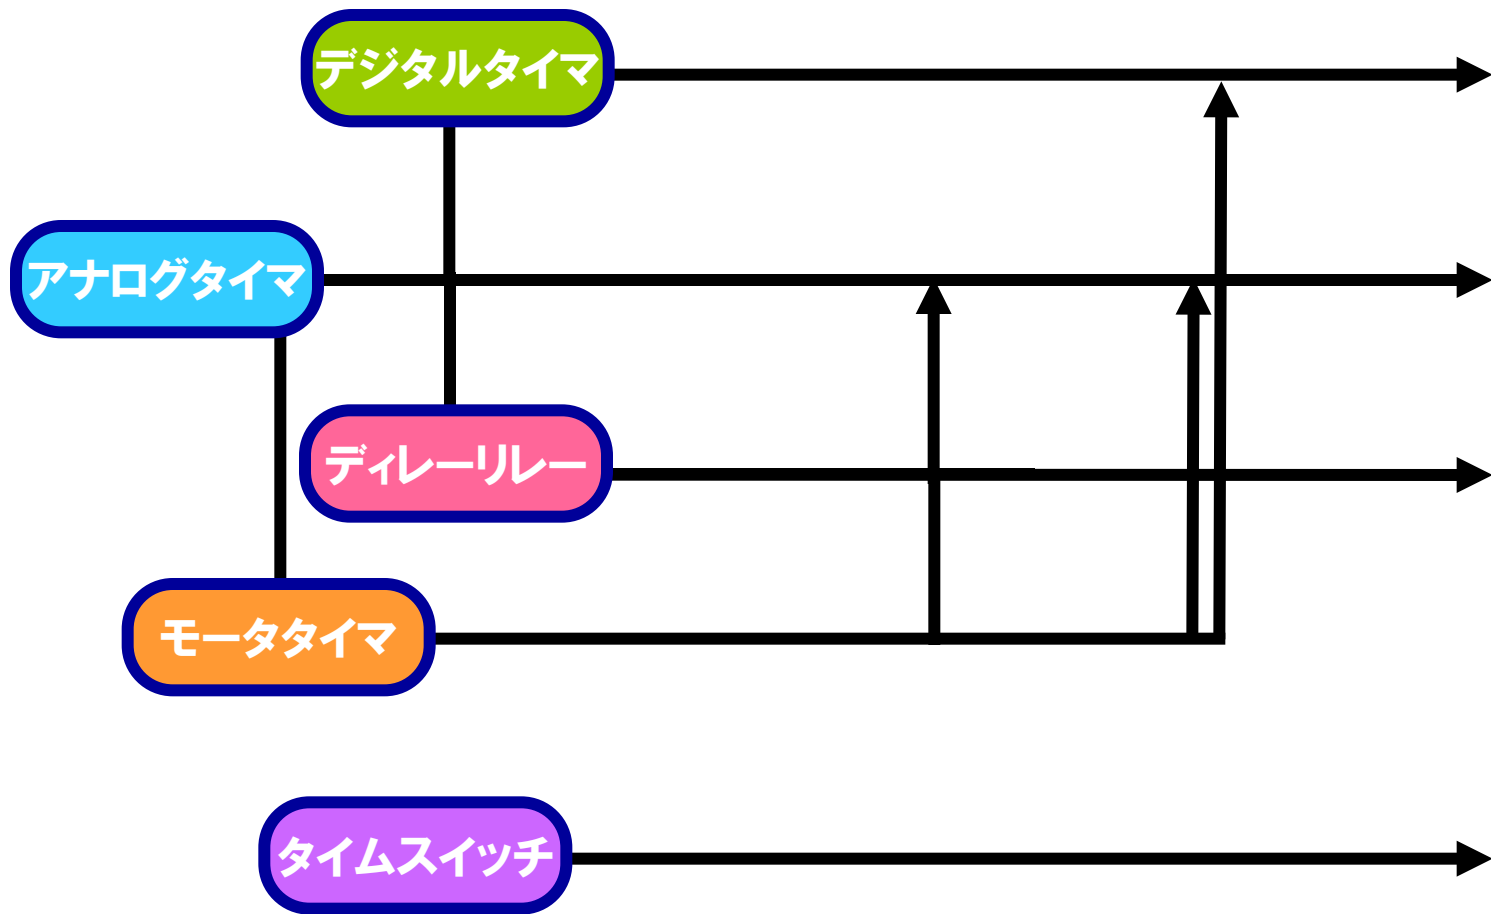 デジタルタイマ
アナログタイマ
ディレーリレー
モータタイマ
タイムスイッチ